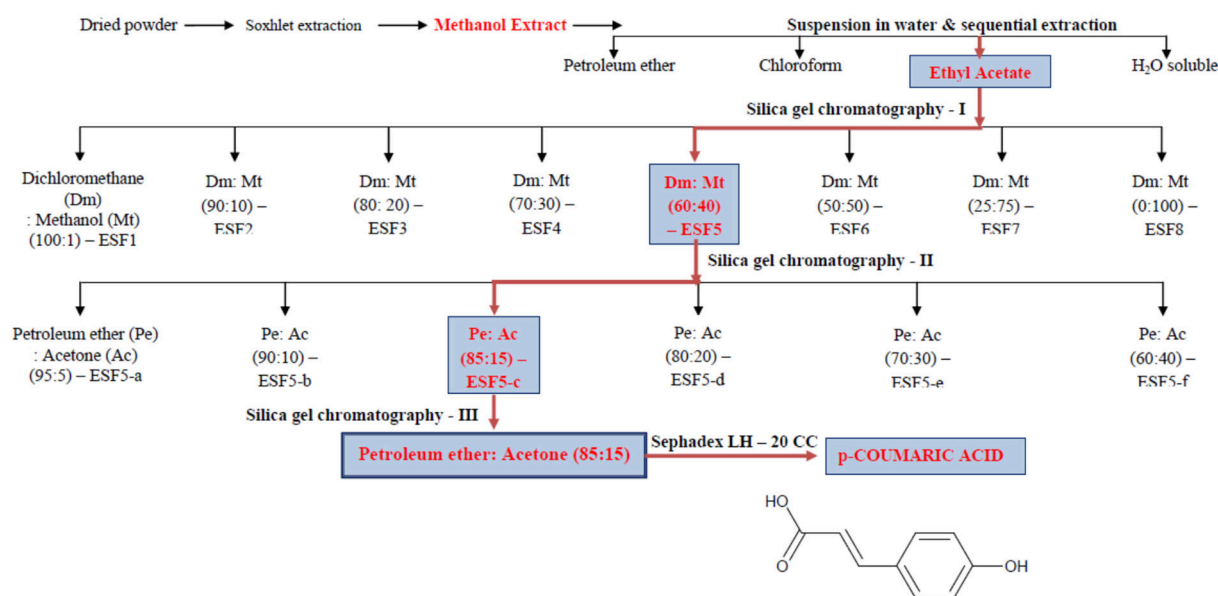 Dried powder Soxhlet extraction Methanol Extract Suspension in water & sequential extraction
Petroleum ether Chloroform Ethyl Acetate H₂O soluble
Silica gel chromatography - I
Dichloromethane
(Dm)
: Methanol (Mt)
(100:1) – ESF1
Dm: Mt
(90:10) –
ESF2
Dm: Mt
(80: 20) –
ESF3
Dm: Mt
(70:30) –
ESF4
Dm: Mt
(60:40)
– ESF5
Dm: Mt
(50:50) –
ESF6
Dm: Mt
(25:75) –
ESF7
Dm: Mt
(0:100) –
ESF8
Silica gel chromatography - II
Petroleum ether (Pe)
: Acetone (Ac)
(95:5) – ESF5-a
Pe: Ac
(90:10) –
ESF5-b
Pe: Ac
(85:15) –
ESF5-c
Pe: Ac
(80:20) –
ESF5-d
Pe: Ac
(70:30) –
ESF5-e
Pe: Ac
(60:40) –
ESF5-f
Silica gel chromatography - III
Petroleum ether: Acetone (85:15)
Sephadex LH – 20 CC
p-COUMARIC ACID
HO
O
OH